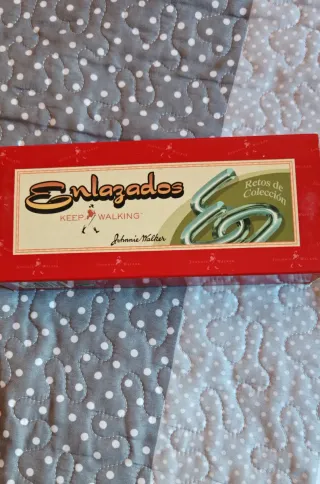 Enlazados
KEEP WALKING
Johnnie Walker
Retos de
Colección